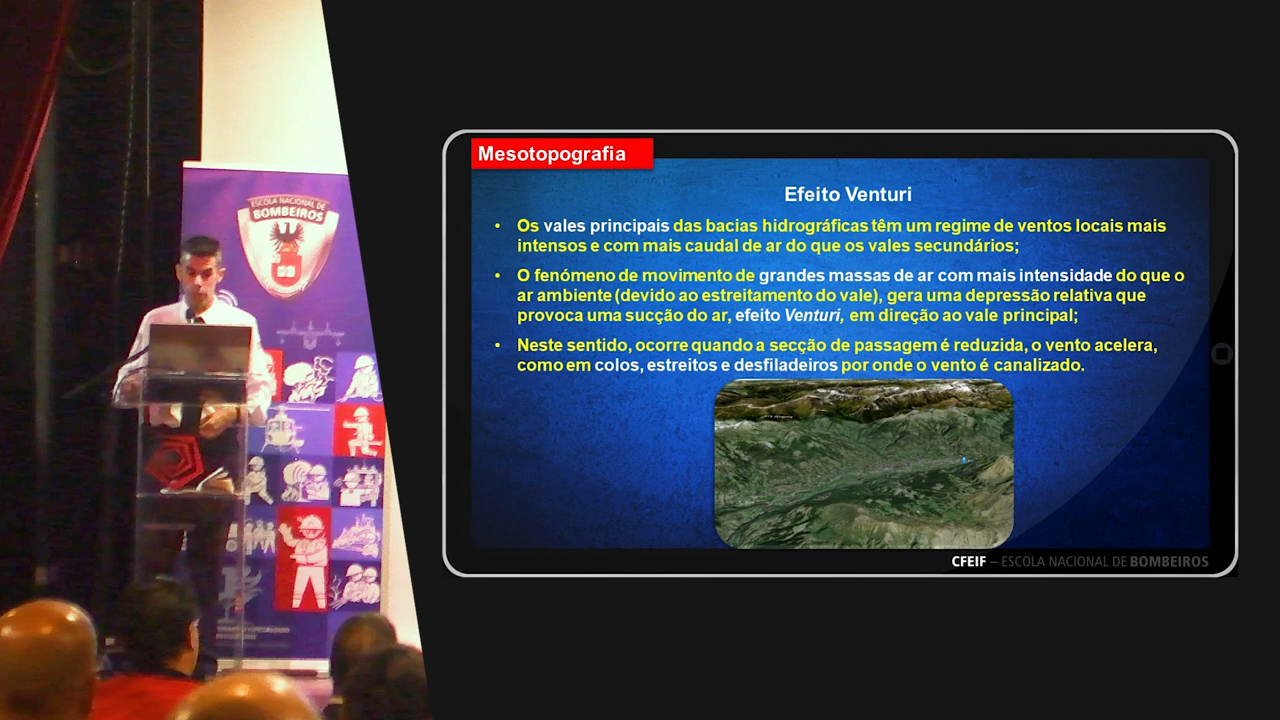 ESCOLA NACIONAL DE
BOMBEIROS
Mesotopografia
Efeito Venturi
• Os vales principais das bacias hidrográficas têm um regime de ventos locais mais
intensos e com mais caudal de ar do que os vales secundários;
• O fenómeno de movimento de grandes massas de ar com mais intensidade do que o
ar ambiente (devido ao estreitamento do vale), gera uma depressão relativa que
provoca uma sucção do ar, efeito Venturi, em direção ao vale principal;
• Neste sentido, ocorre quando a secção de passagem é reduzida, o vento acelera,
como em colos, estreitos e desfiladeiros por onde o vento é canalizado.
CFEIF – ESCOLA NACIONAL DE BOMBEIROS